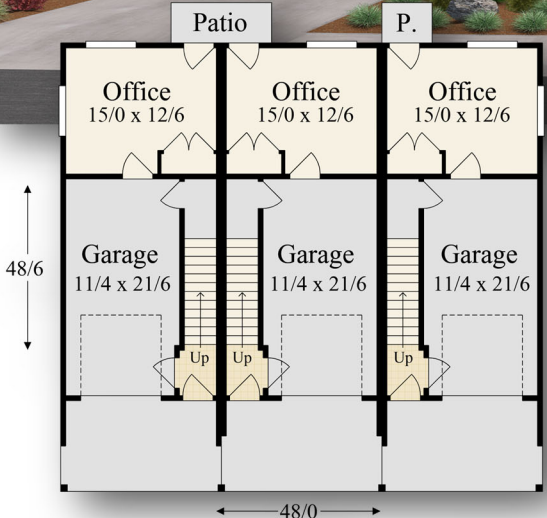 Patio
P.
Office
15/0 x 12/6
Office
15/0 x 12/6
Office
15/0 x 12/6
48/6
Garage
11/4 x 21/6
Garage
11/4 x 21/6
Garage
11/4 x 21/6
Up
Up
Up
48/0